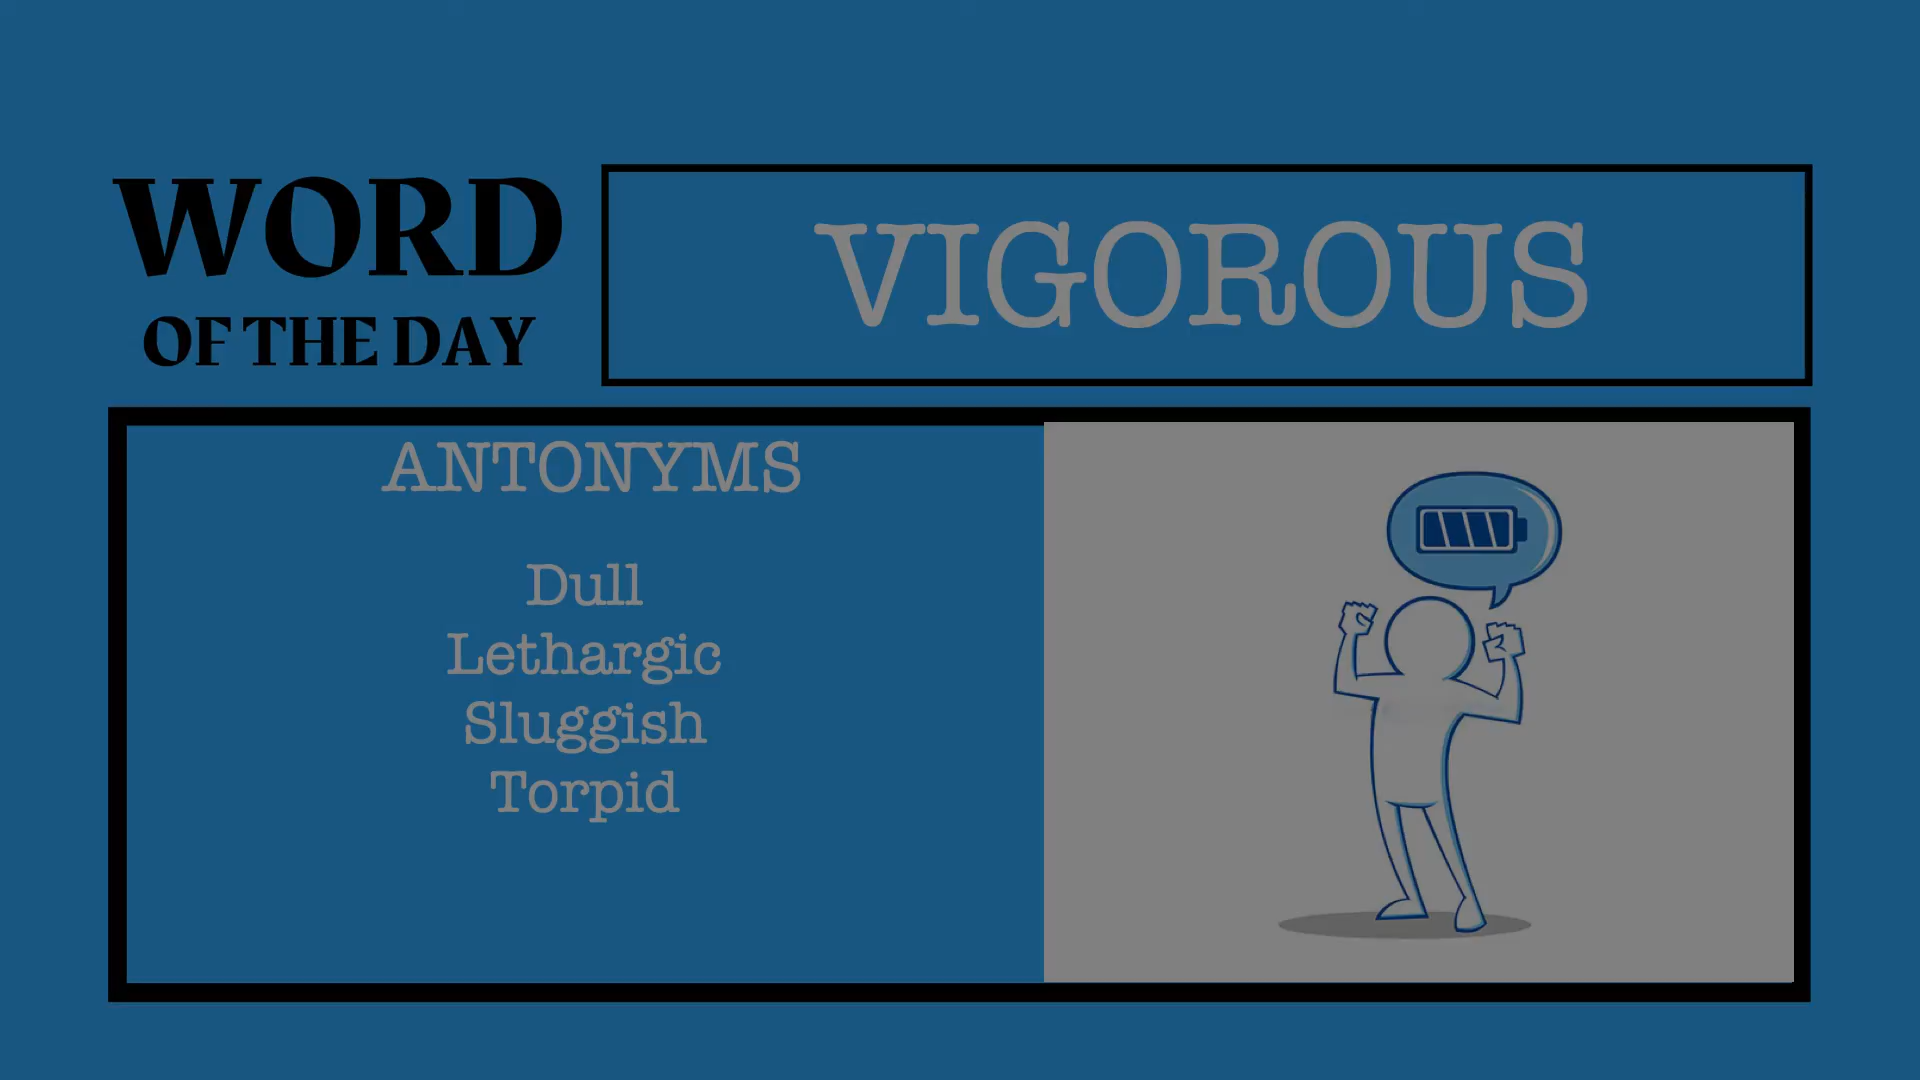 WORD
OF THE DAY
VIGOROUS
ANTONYMS
Dull
Lethargic
Sluggish
Torpid